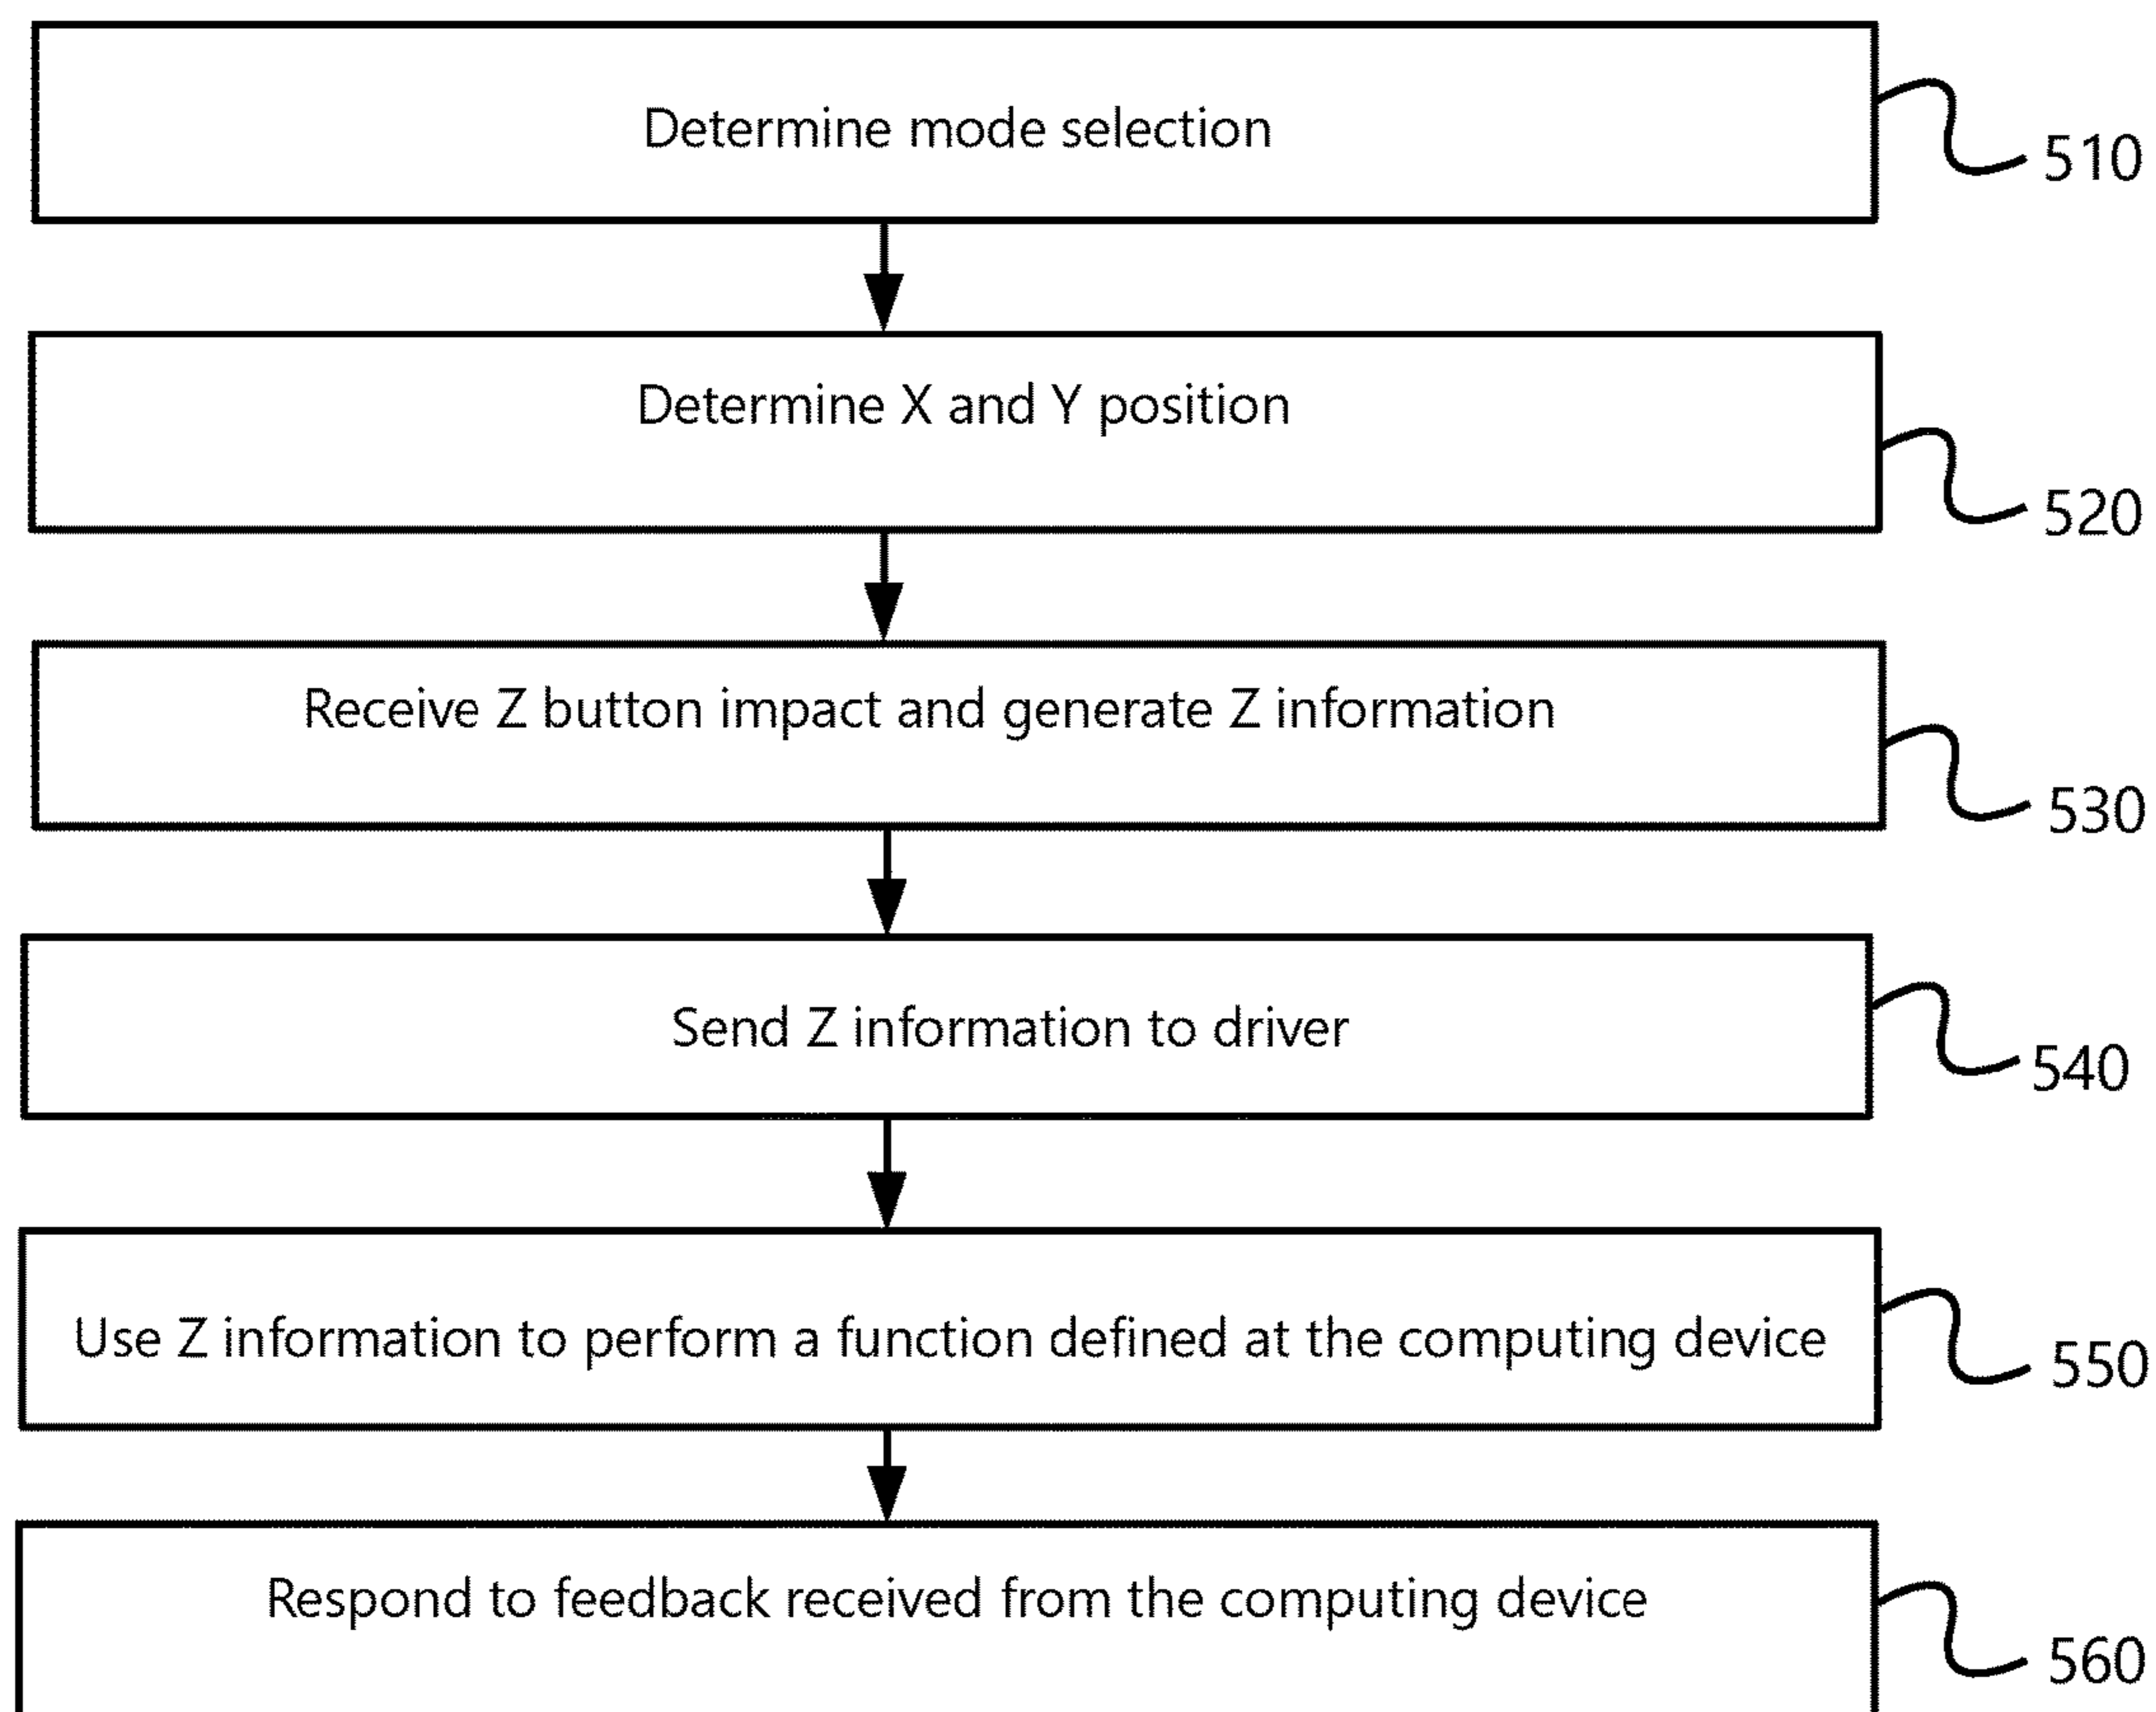 Determine mode selection
510
Determine X and Y position
520
Receive Z button impact and generate Z information
530
Send Z information to driver
540
Use Z information to perform a function defined at the computing device
550
Respond to feedback received from the computing device
560